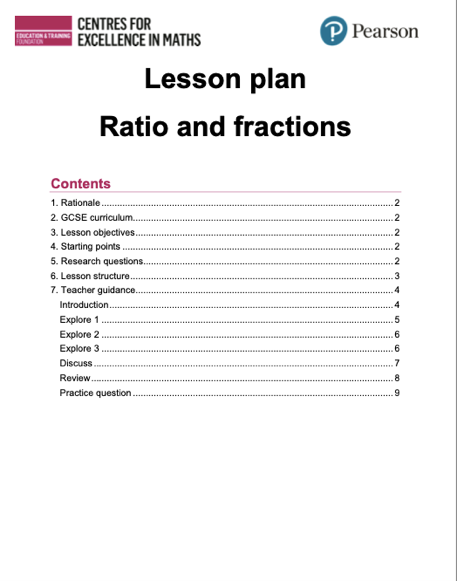 CENTRES FOR
EDUCATION & TRAINING
FOUNDATION
EXCELLENCE IN MATHS
Pearson
Lesson plan
Ratio and fractions
Contents
1. Rationale ... 2
2. GCSE curriculum... 2
3. Lesson objectives... 2
4. Starting points ... 2
5. Research questions... 2
6. Lesson structure... 3
7. Teacher guidance... 4
Introduction... 4
Explore 1 ... 5
Explore 2 ... 6
Explore 3 ... 6
Discuss ... 7
Review... 8
Practice question ... 9